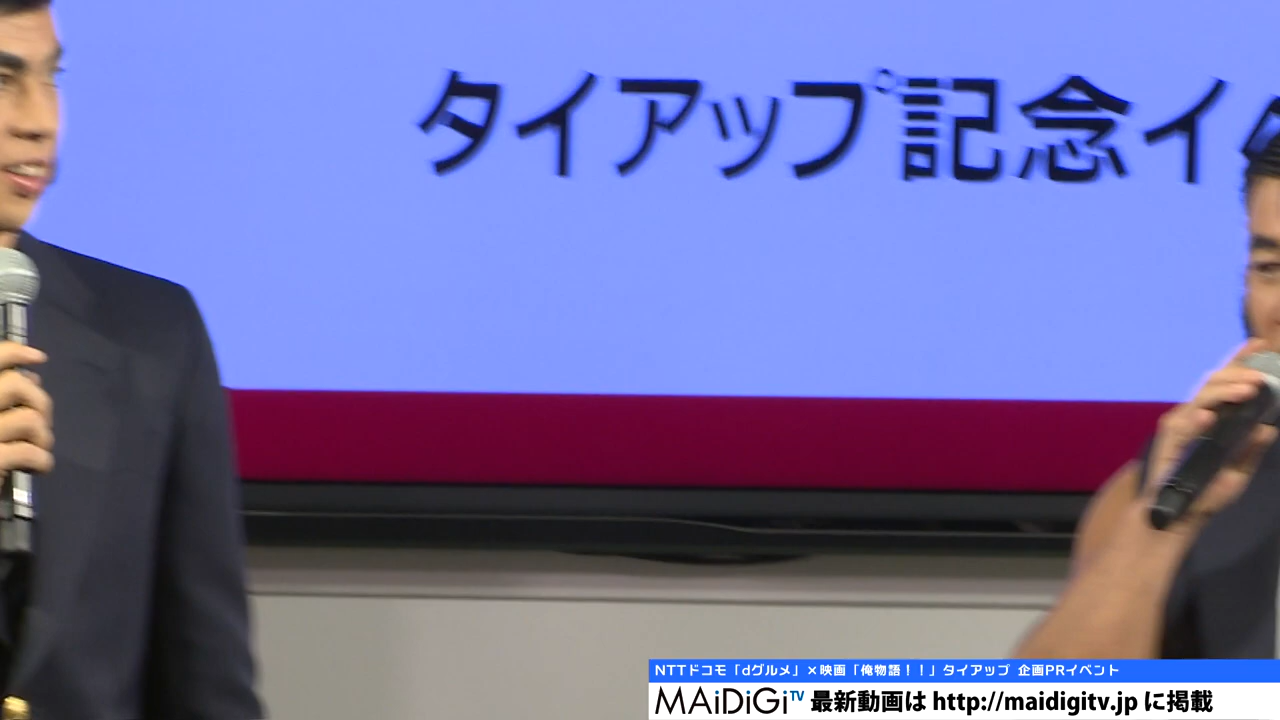 タイアップ記念イ
NTTドコモ「dグルメ」×映画「俺物語!!」タイアップ 企画PRイベント
MAiDiGiTV 最新動画は http://maidigitv.jp に掲載